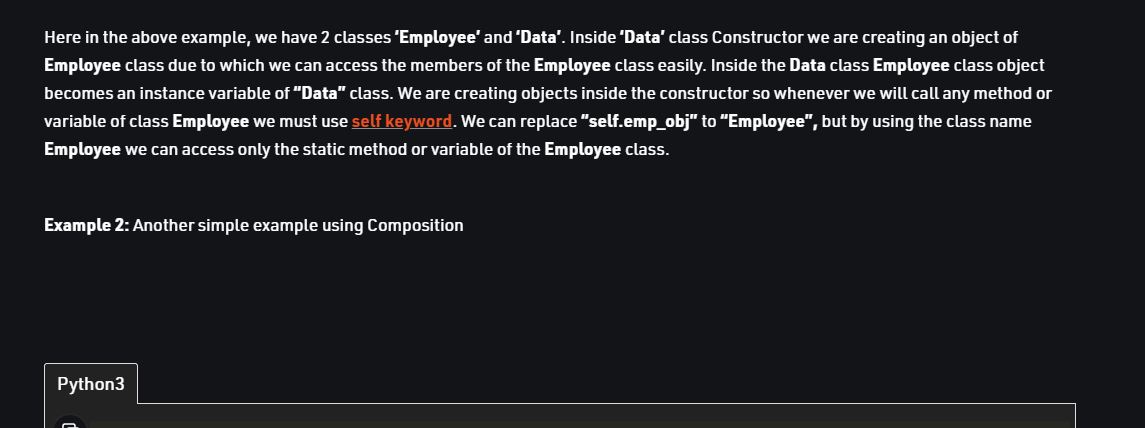 Here in the above example, we have 2 classes ‘Employee’ and ‘Data’. Inside ‘Data’ class Constructor we are creating an object of
Employee class due to which we can access the members of the Employee class easily. Inside the Data class Employee class object
becomes an instance variable of “Data” class. We are creating objects inside the constructor so whenever we will call any method or
variable of class Employee we must use self keyword. We can replace “self.emp_obj” to “Employee”, but by using the class name
Employee we can access only the static method or variable of the Employee class.
Example 2: Another simple example using Composition
Python3